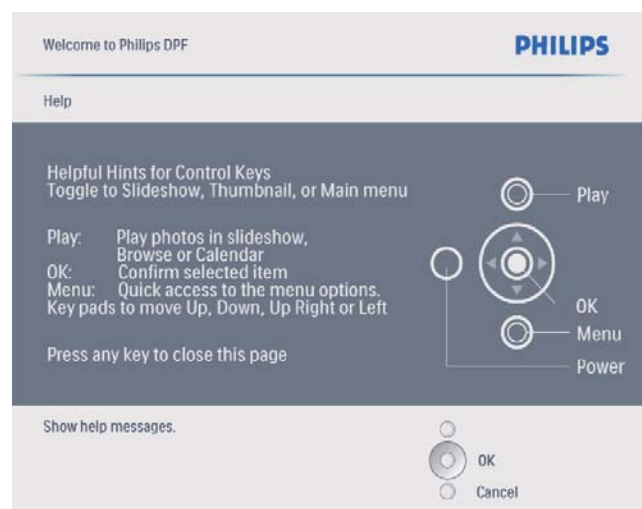 Welcome to Philips DPF
PHILIPS
Help
Helpful Hints for Control Keys
Toggle to Slideshow, Thumbnail, or Main menu
Play: Play photos in slideshow,
Browse or Calendar
OK: Confirm selected item
Menu: Quick access to the menu options.
Key pads to move Up, Down, Up Right or Left
Press any key to close this page
Play
OK
Menu
Power
Show help messages.
OK
Cancel